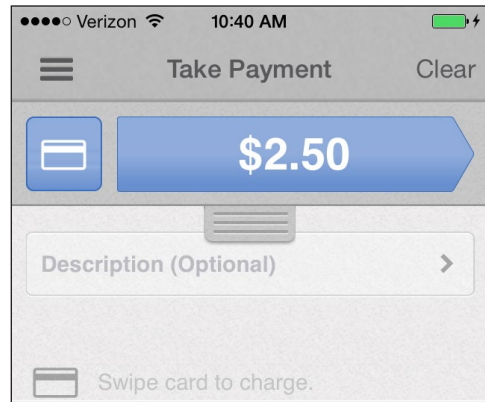 Verizon 10:40 AM
Take Payment Clear
$2.50
Description (Optional)
Swipe card to charge.